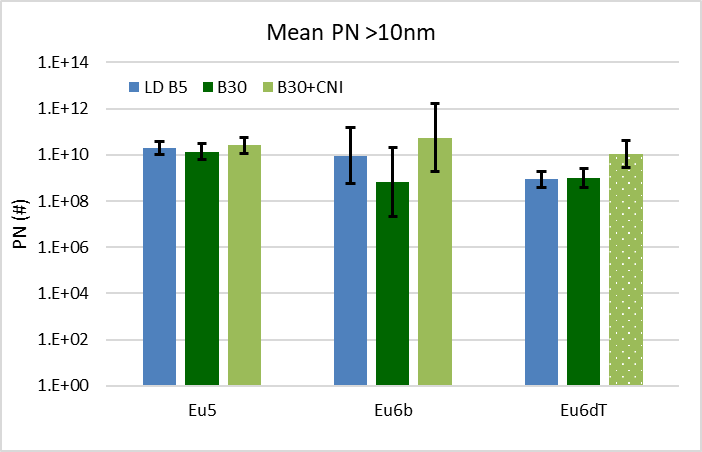 Mean PN >10nm
1.E+14
LD B5 B30 B30+CNI
1.E+12
1.E+10
1.E+08
PN (#)
1.E+06
1.E+04
1.E+02
1.E+00
Eu5 Eu6b Eu6dT